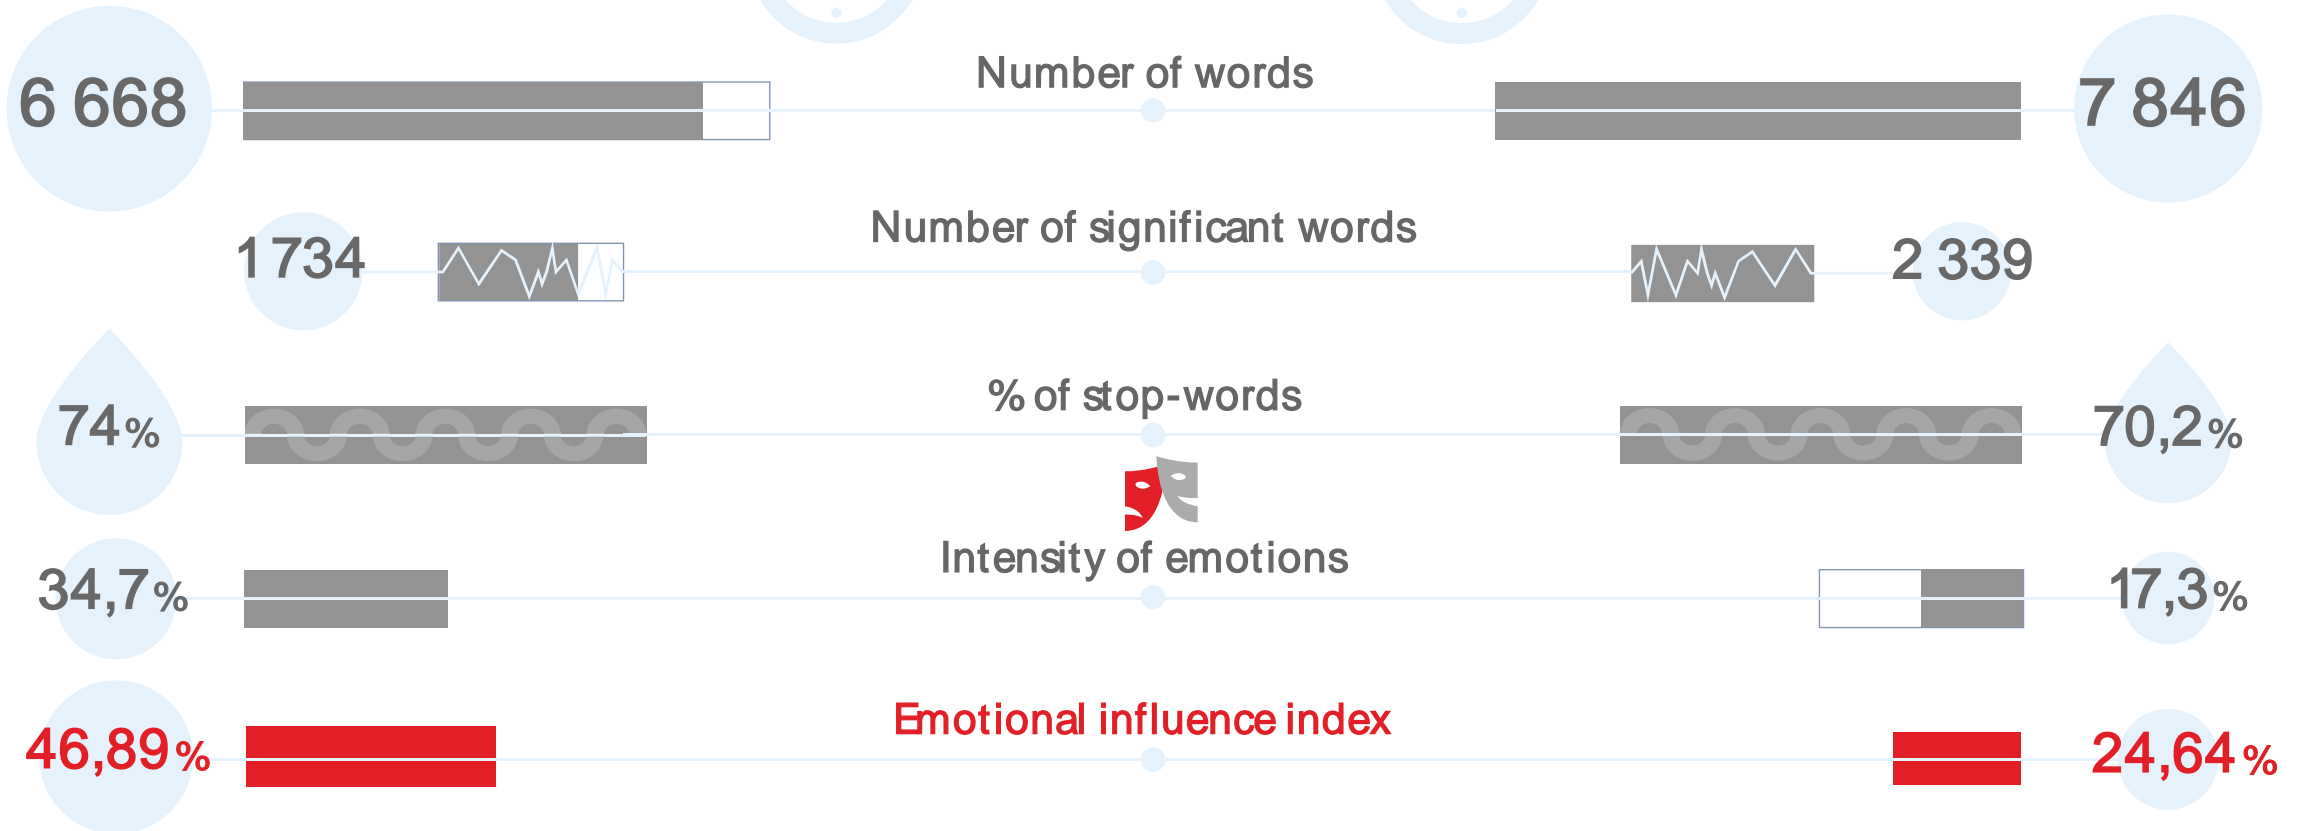 Number of words
6 668
7 846
Number of significant words
1 734
2 339
% of stop-words
74 %
70,2 %
Intensity of emotions
34,7 %
17,3 %
Emotional influence index
46,89 %
24,64 %